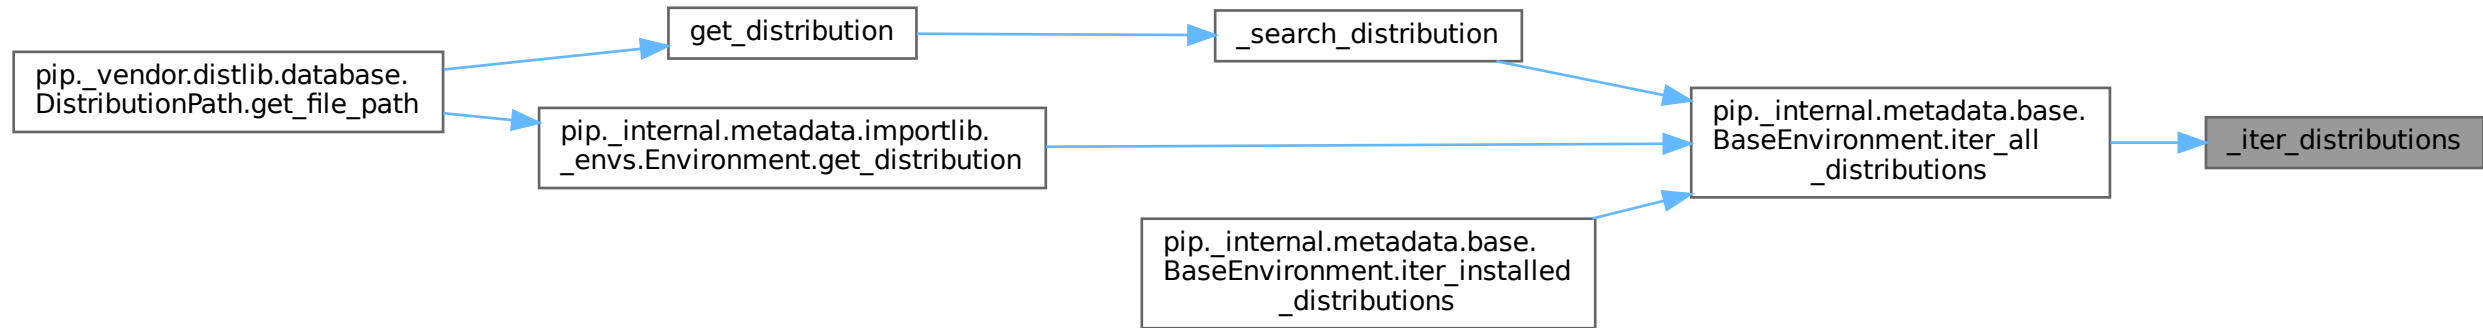 pip._vendor.distlib.database.
DistributionPath.get_file_path
get_distribution
pip._internal.metadata.importlib.
_envs.Environment.get_distribution
_search_distribution
pip._internal.metadata.base.
BaseEnvironment.iter_installed
_distributions
pip._internal.metadata.base.
BaseEnvironment.iter_all
_distributions
_iter_distributions